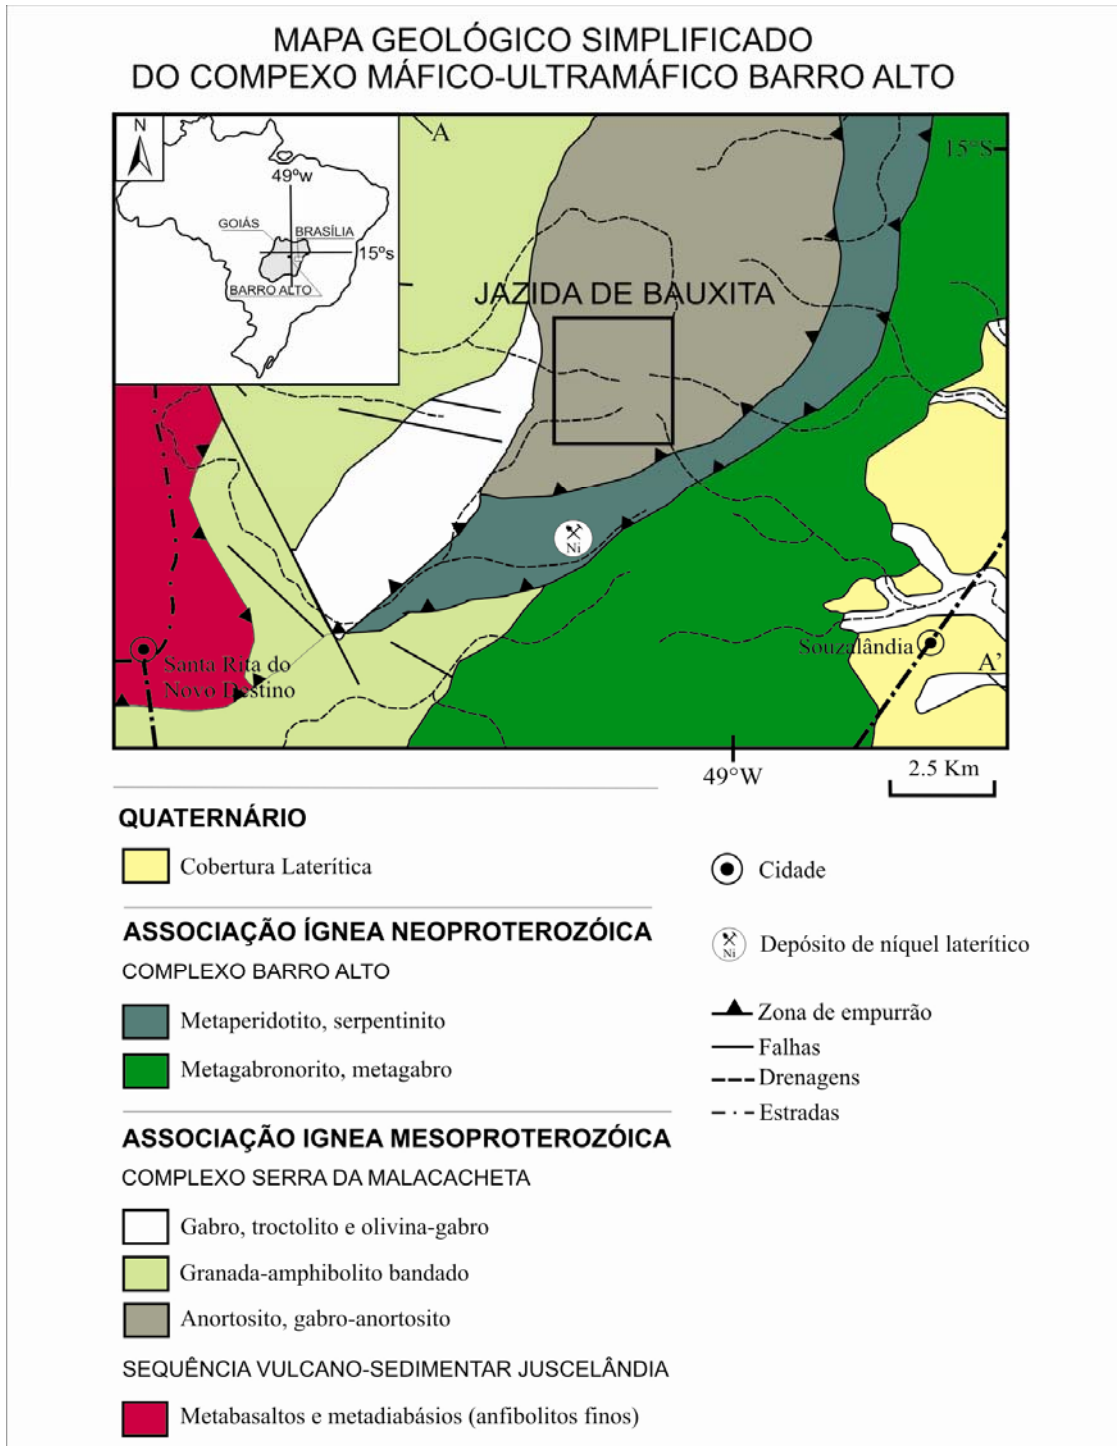 MAPA GEOLÓGICO SIMPLIFICADO
DO COMPEXO MÁFICO-ULTRAMÁFICO BARRO ALTO
N
49ºw
GOIÁS
BRASÍLIA
15ºs
BARRO ALTO
A
15°S
JAZIDA DE BAUXITA
Ni
Santa Rita do
Novo Destino
Souzalândia
A'
49°W
2.5 Km
QUATERNÁRIO
Cobertura Laterítica
ASSOCIAÇÃO ÍGNEA NEOPROTEROZÓICA
COMPLEXO BARRO ALTO
Metaperidotito, serpentinito
Metagabronorito, metagabro
ASSOCIAÇÃO IGNEA MESOPROTEROZÓICA
COMPLEXO SERRA DA MALACACHETA
Gabro, troctolito e olivina-gabro
Granada-amphibolito bandado
Anortosito, gabro-anortosito
SEQUÊNCIA VULCANO-SEDIMENTAR JUSCELÂNDIA
Metabasaltos e metadiabásios (anfibolitos finos)
Cidade
Ni
Depósito de níquel laterítico
Zona de empurrão
Falhas
Drenagens
Estradas